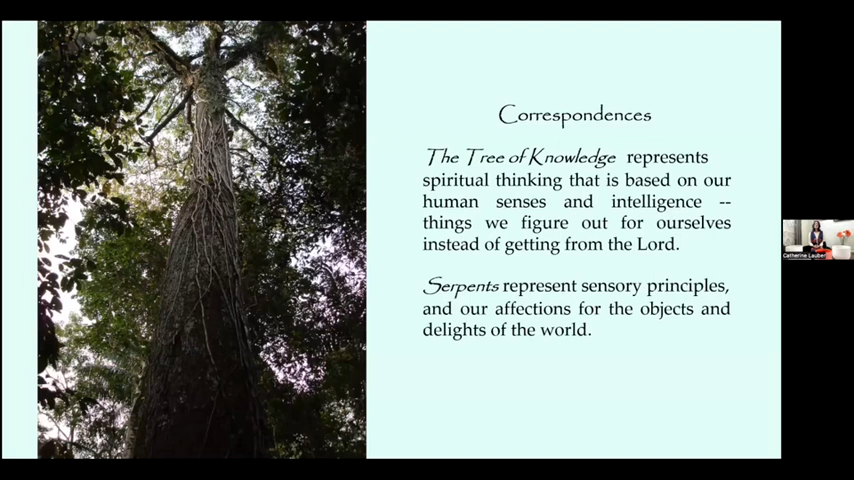 Correspondences
The Tree of Knowledge represents
spiritual thinking that is based on our
human senses and intelligence --
things we figure out for ourselves
instead of getting from the Lord.
Serpents represent sensory principles,
and our affections for the objects and
delights of the world.
Catherine Lauber